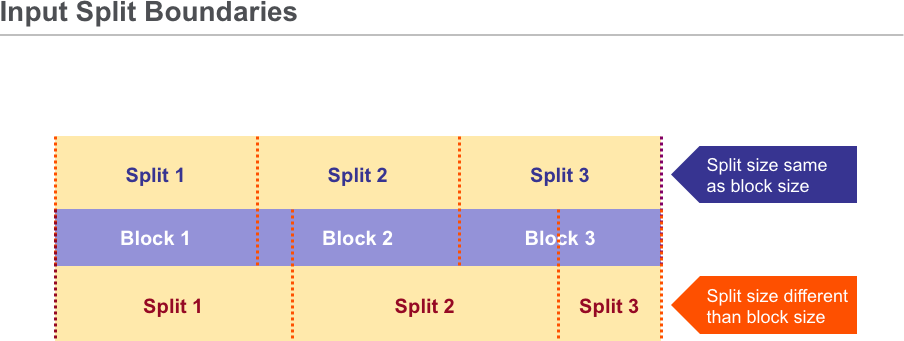 Input Split Boundaries
Split 1
Split 2
Split 3
Split size same
as block size
Block 1
Block 2
Block 3
Split 1
Split 2
Split 3
Split size different
than block size